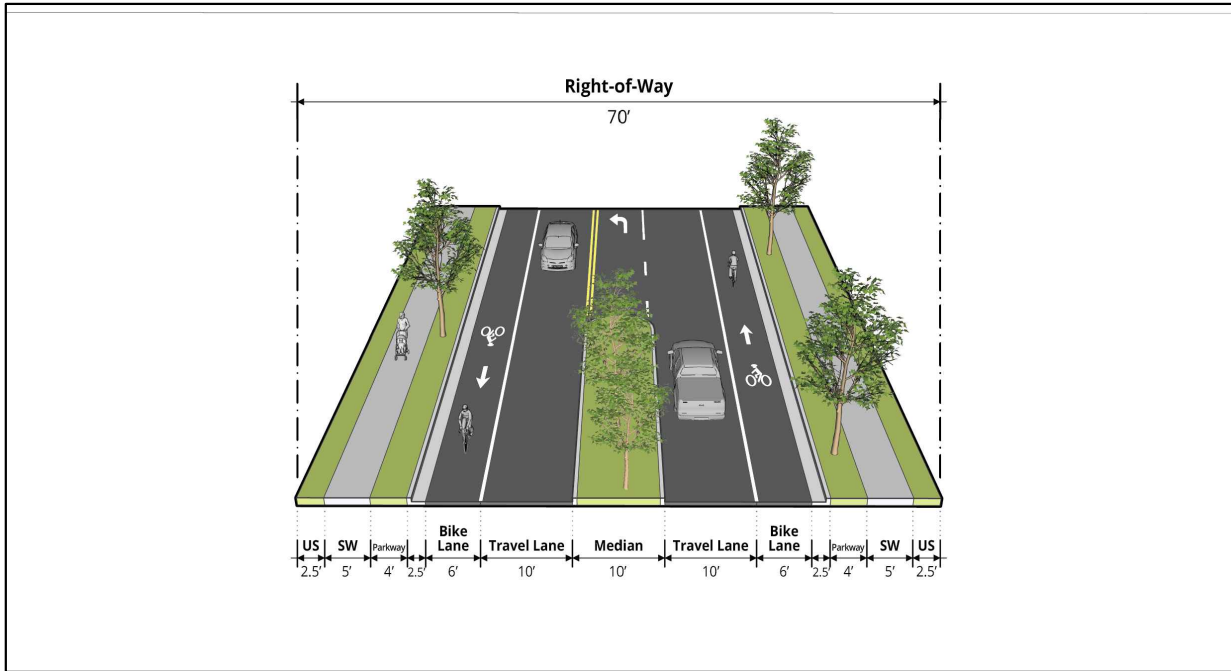 Right-of-Way
70’
US SW Parkway Bike Lane Travel Lane Median Travel Lane Bike Lane Parkway SW US
2.5’ 5’ 4’ 2.5’ 6’ 10’ 10’ 10’ 6’ 2.5’ 4’ 5’ 2.5’